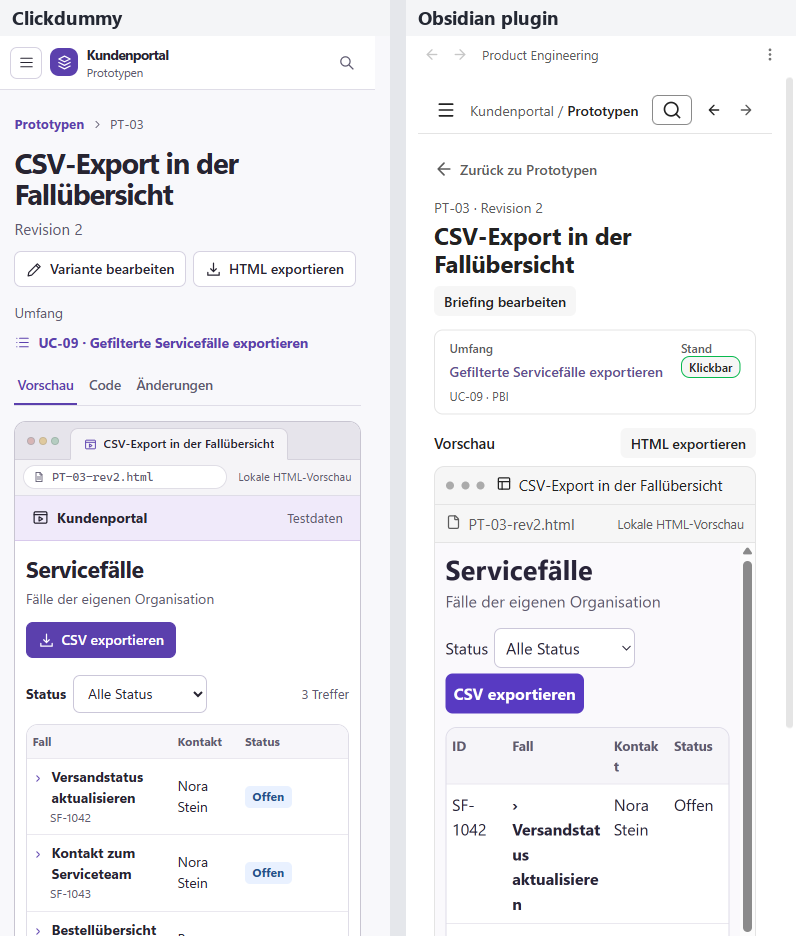 Clickdummy
Kundenportal
Prototypen
Prototypen > PT-03
CSV-Export in der
Fallübersicht
Revision 2
Variante bearbeiten
HTML exportieren
Umfang
UC-09 · Gefilterte Servicefälle exportieren
Vorschau Code Änderungen
CSV-Export in der Fallübersicht
PT-03-rev2.html Lokale HTML-Vorschau
Kundenportal Testdaten
Servicefälle
Fälle der eigenen Organisation
CSV exportieren
Status Alle Status 3 Treffer
Fall Kontakt Status
Versandstatus
aktualisieren
SF-1042
Nora
Stein
Offen
Kontakt zum
Serviceteam
SF-1043
Nora
Stein
Offen
Bestellübersicht
Obsidian plugin
Product Engineering
Kundenportal / Prototypen
Zurück zu Prototypen
PT-03 · Revision 2
CSV-Export in der
Fallübersicht
Briefing bearbeiten
Umfang
Gefilterte Servicefälle exportieren
UC-09 · PBI
Stand
Klickbar
Vorschau HTML exportieren
CSV-Export in der Fallübersicht
PT-03-rev2.html Lokale HTML-Vorschau
Servicefälle
Fälle der eigenen Organisation
Status Alle Status
CSV exportieren
ID Fall Kontak
t Status
SF-
1042
Versandstat
us
aktualisiere
n
Nora
Stein
Offen